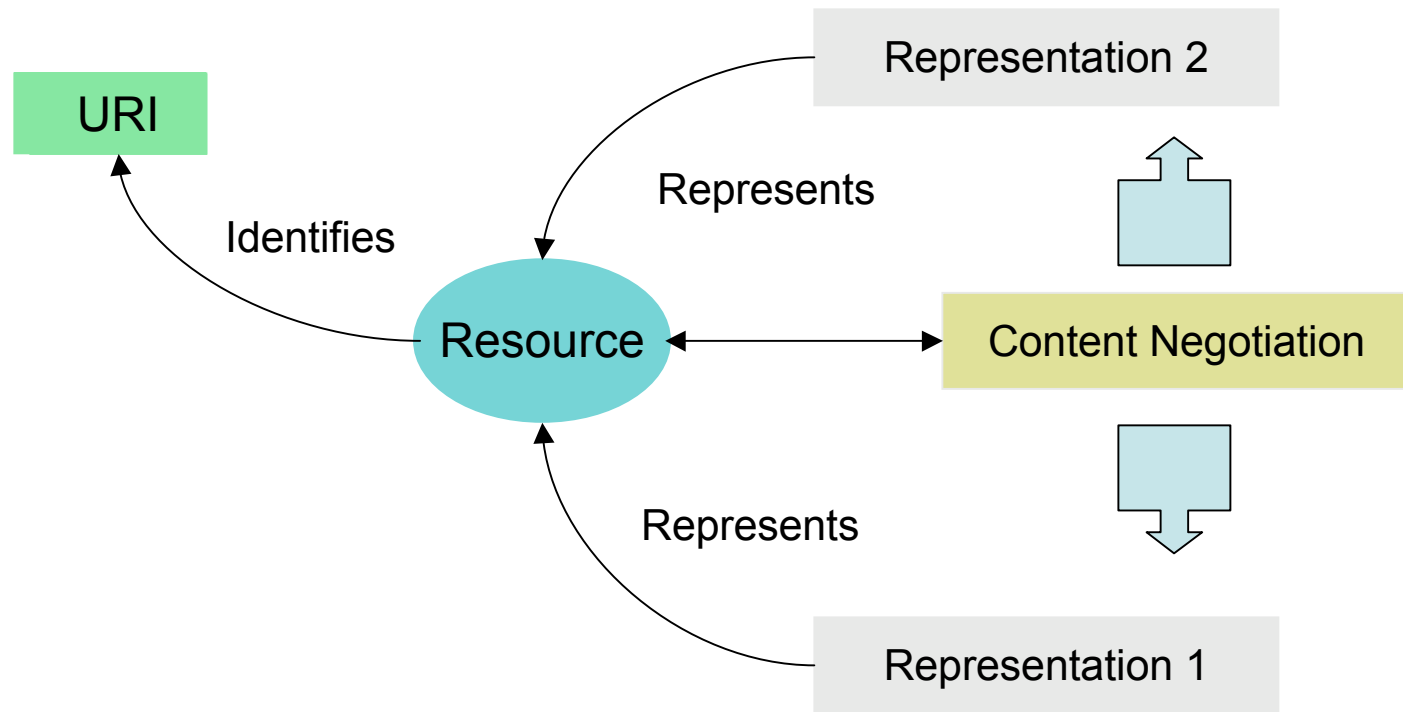 Representation 2
URI
Represents
Identifies
Resource
Content Negotiation
Represents
Representation 1